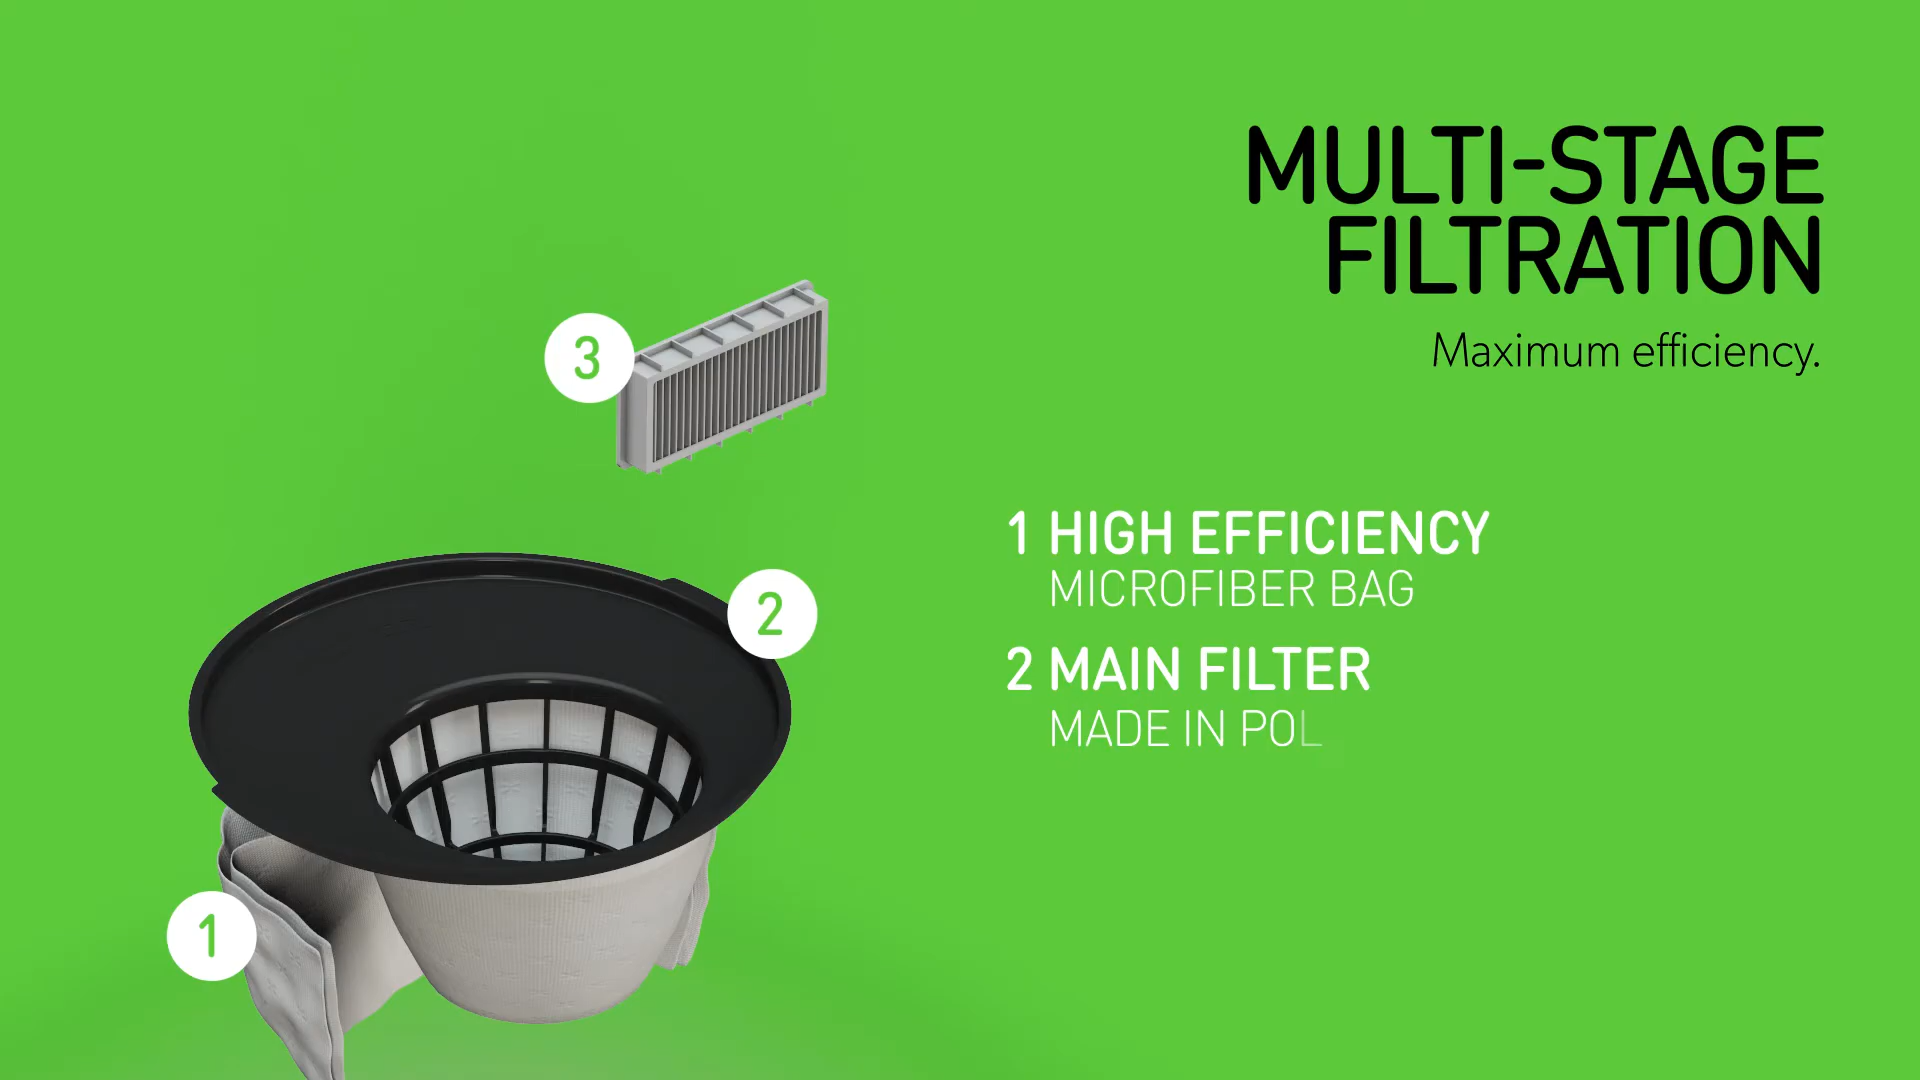 MULTI-STAGE
FILTRATION
Maximum efficiency.
3
1 HIGH EFFICIENCY
MICROFIBER BAG
2
2 MAIN FILTER
MADE IN POL
1